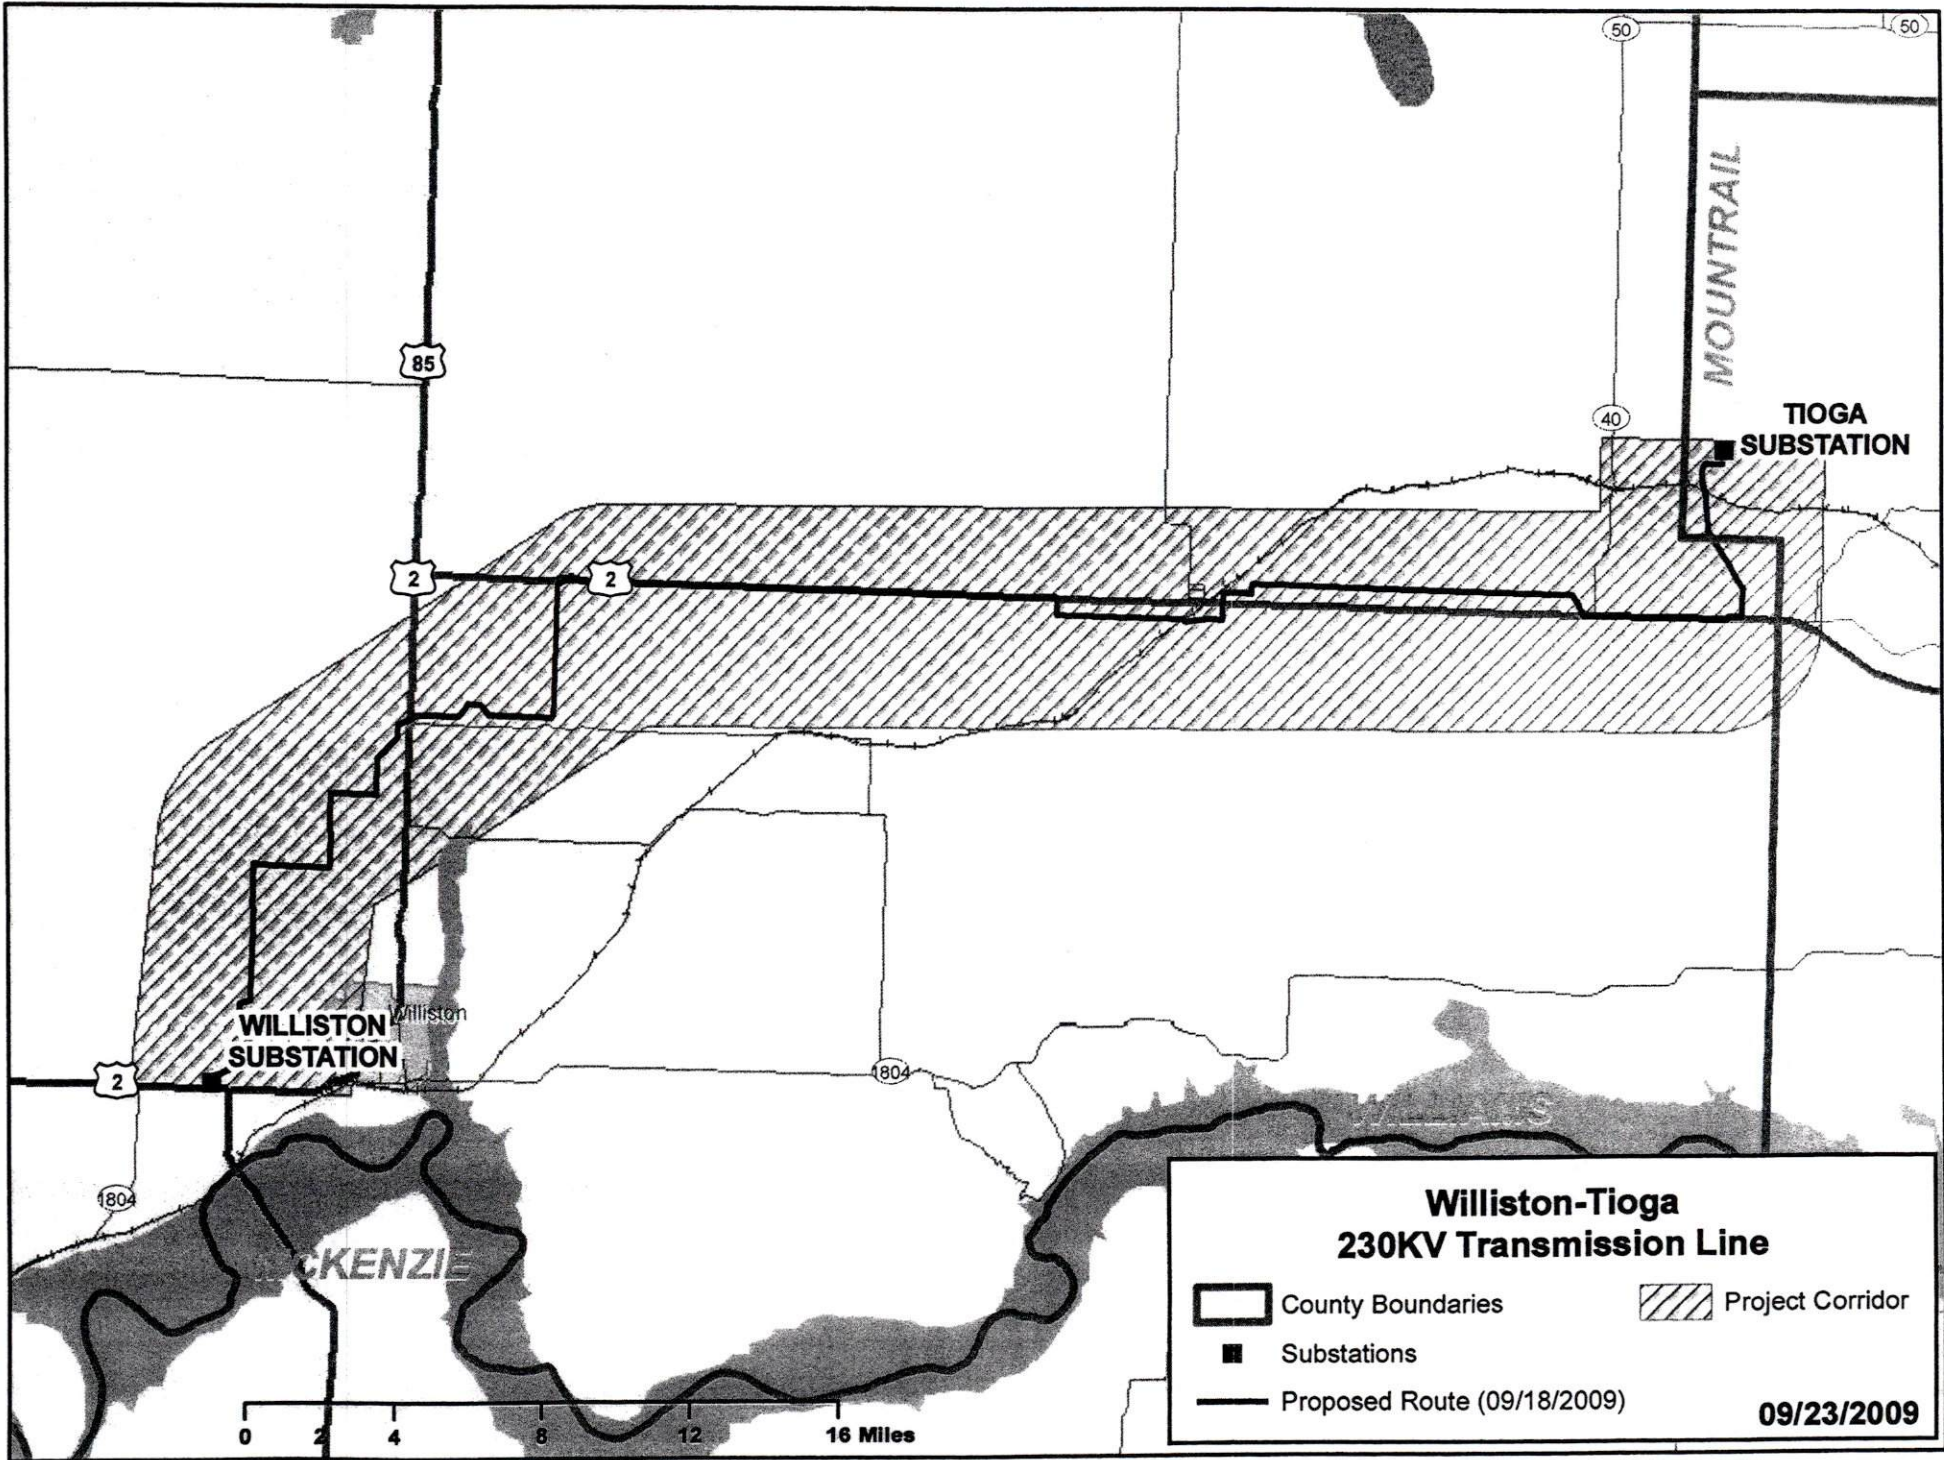 50
50
MOUNTRAIL
85
40
TIOGA
SUBSTATION
2
2
Williston
WILLISTON
SUBSTATION
2
1804
WILLIAMS
1804
MCKENZIE
Williston-Tioga
230KV Transmission Line
County Boundaries
Project Corridor
Substations
Proposed Route (09/18/2009)
09/23/2009
0 2 4 8 12 16 Miles